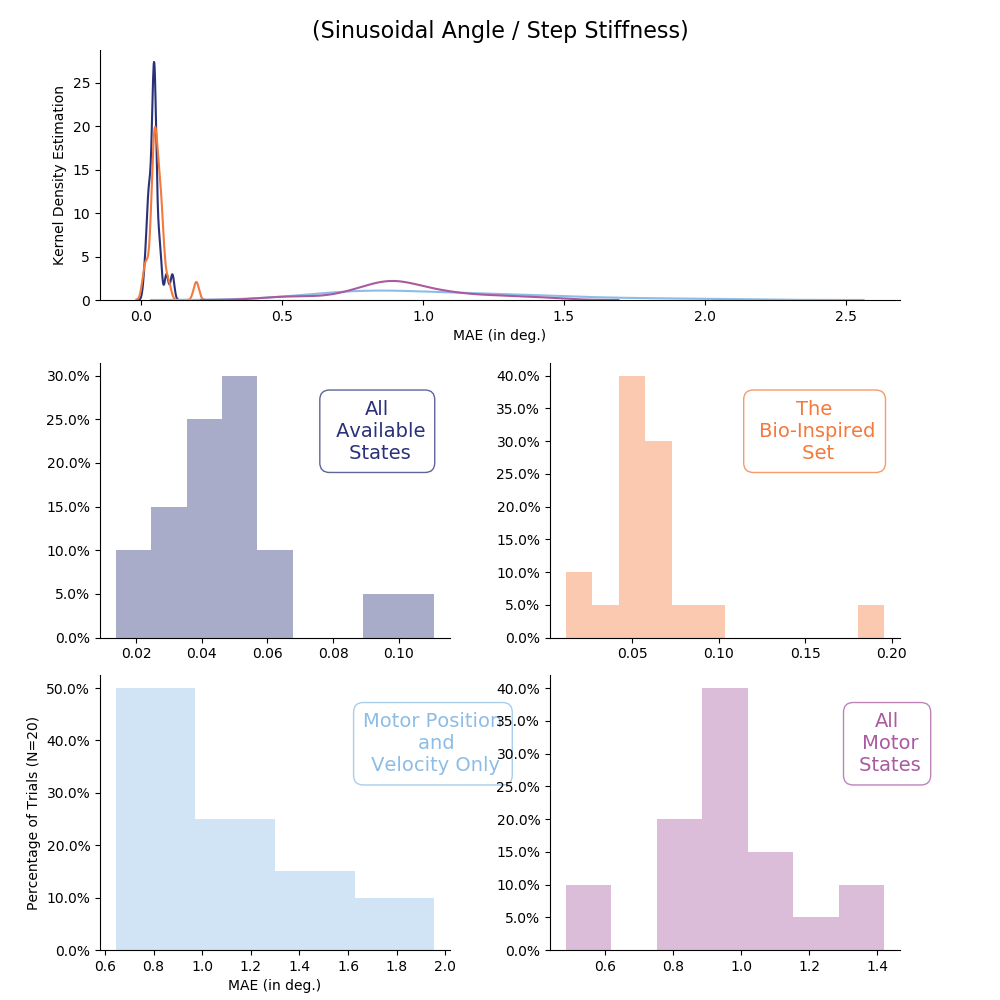 (Sinusoidal Angle / Step Stiffness)
Kernel Density Estimation
25
20
15
10
5
0
0.0 0.5 1.0 1.5 2.0 2.5
MAE (in deg.)
30.0%
25.0%
20.0%
15.0%
10.0%
5.0%
0.0%
0.02 0.04 0.06 0.08 0.10
All
Available
States
40.0%
35.0%
30.0%
25.0%
20.0%
15.0%
10.0%
5.0%
0.0%
0.05 0.10 0.15 0.20
The
Bio-Inspired
Set
Percentage of Trials (N=20)
50.0%
40.0%
30.0%
20.0%
10.0%
0.0%
0.6 0.8 1.0 1.2 1.4 1.6 1.8 2.0
MAE (in deg.)
Motor Position
and
Velocity Only
40.0%
35.0%
30.0%
25.0%
20.0%
15.0%
10.0%
5.0%
0.0%
0.6 0.8 1.0 1.2 1.4
All
Motor
States